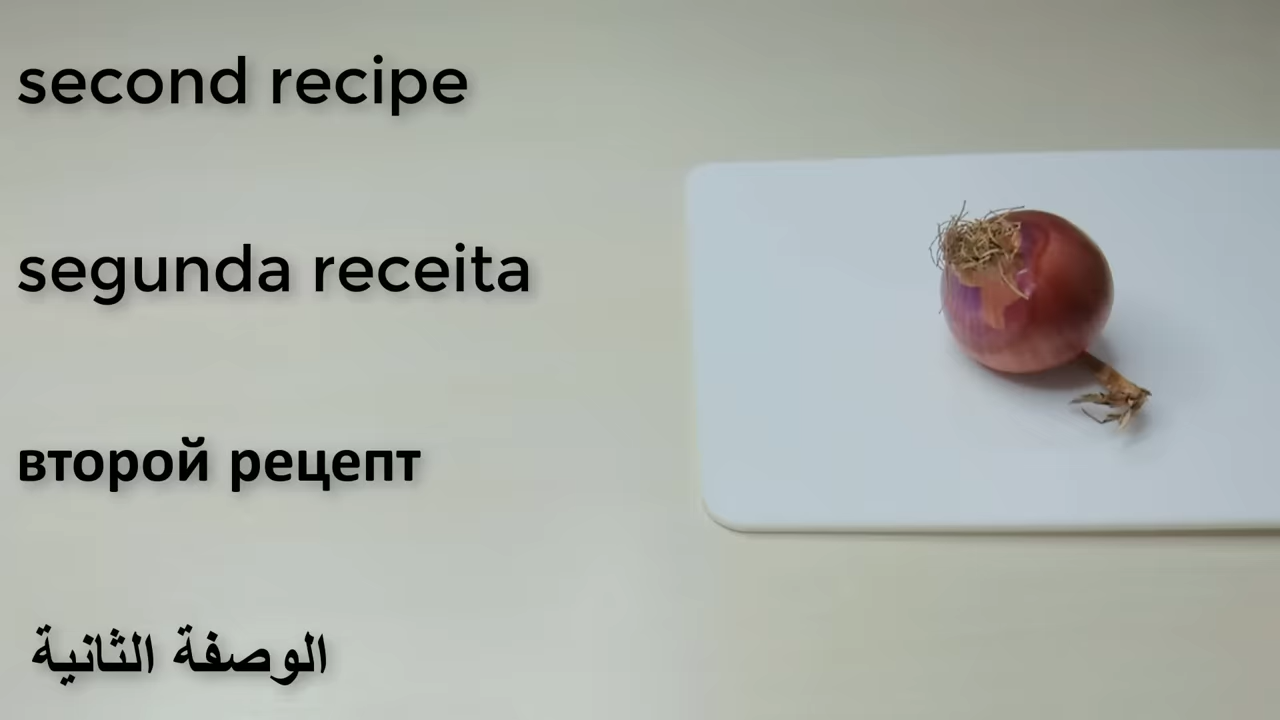 second recipe
segunda receita
второй рецепт
الوصفة الثانية